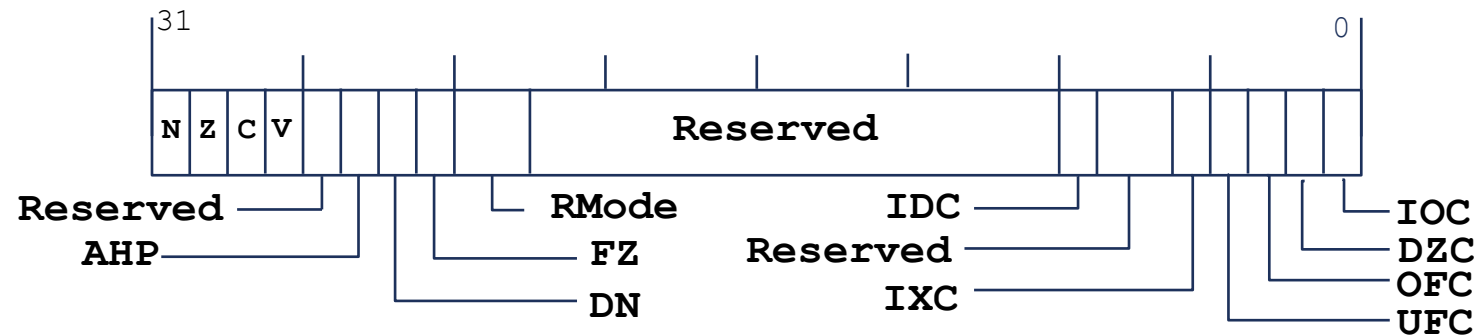 31 0
N Z C V Reserved
Reserved RMode IDC IOC
AHP FZ Reserved DZC
DN IXC OFC
UFC